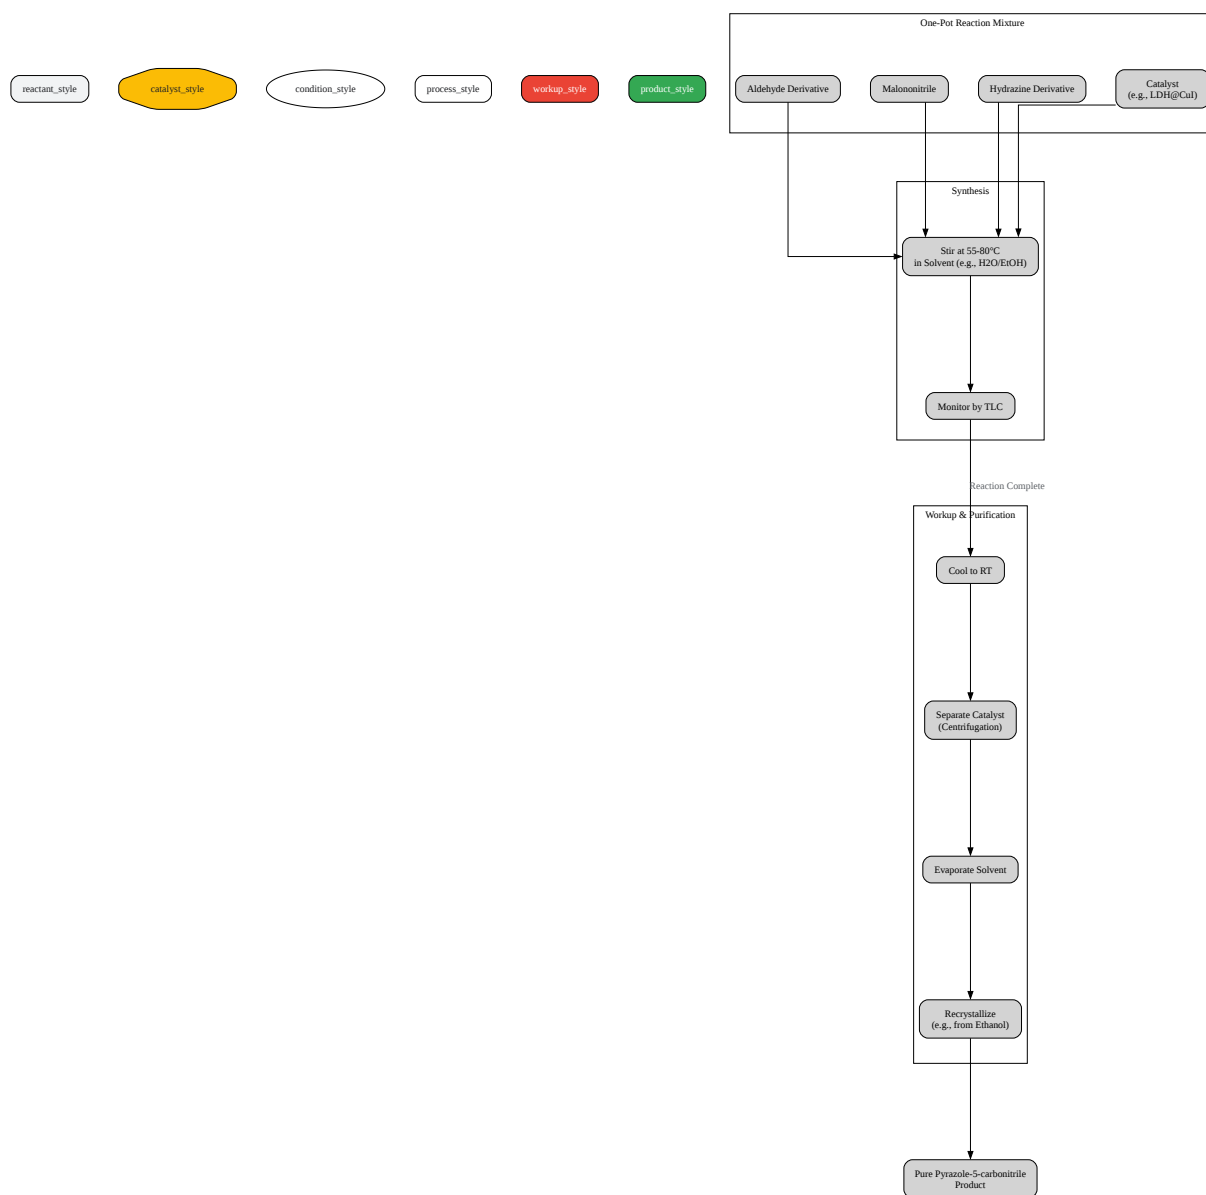 One-Pot Reaction Mixture
reactant_style
catalyst_style
condition_style
process_style
workup_style
product_style
Aldehyde Derivative
Malononitrile
Hydrazine Derivative
Catalyst
(e.g., LDH@CuI)
Synthesis
Stir at 55-80°C
in Solvent (e.g., H2O/EtOH)
Monitor by TLC
Reaction Complete
Workup & Purification
Cool to RT
Separate Catalyst
(Centrifugation)
Evaporate Solvent
Recrystallize
(e.g., from Ethanol)
Pure Pyrazole-5-carbonitrile
Product